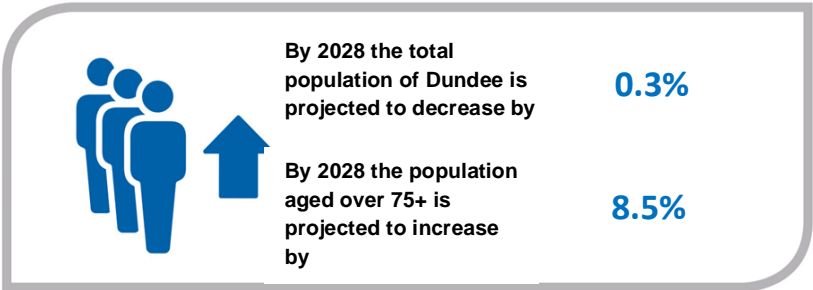 By 2028 the total
population of Dundee is
projected to decrease by
0.3%
By 2028 the population
aged over 75+ is
projected to increase
by
8.5%